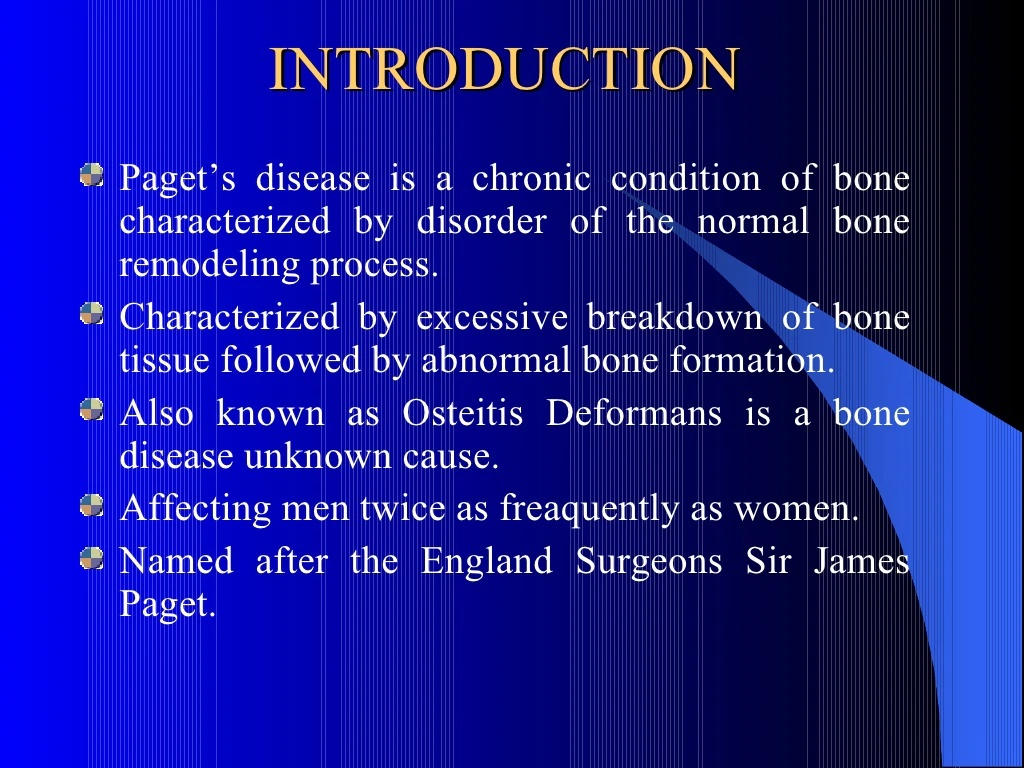 INTRODUCTION
Paget’s disease is a chronic condition of bone
characterized by disorder of the normal bone
remodeling process.
Characterized by excessive breakdown of bone
tissue followed by abnormal bone formation.
Also known as Osteitis Deformans is a bone
disease unknown cause.
Affecting men twice as freaquently as women.
Named after the England Surgeons Sir James
Paget.